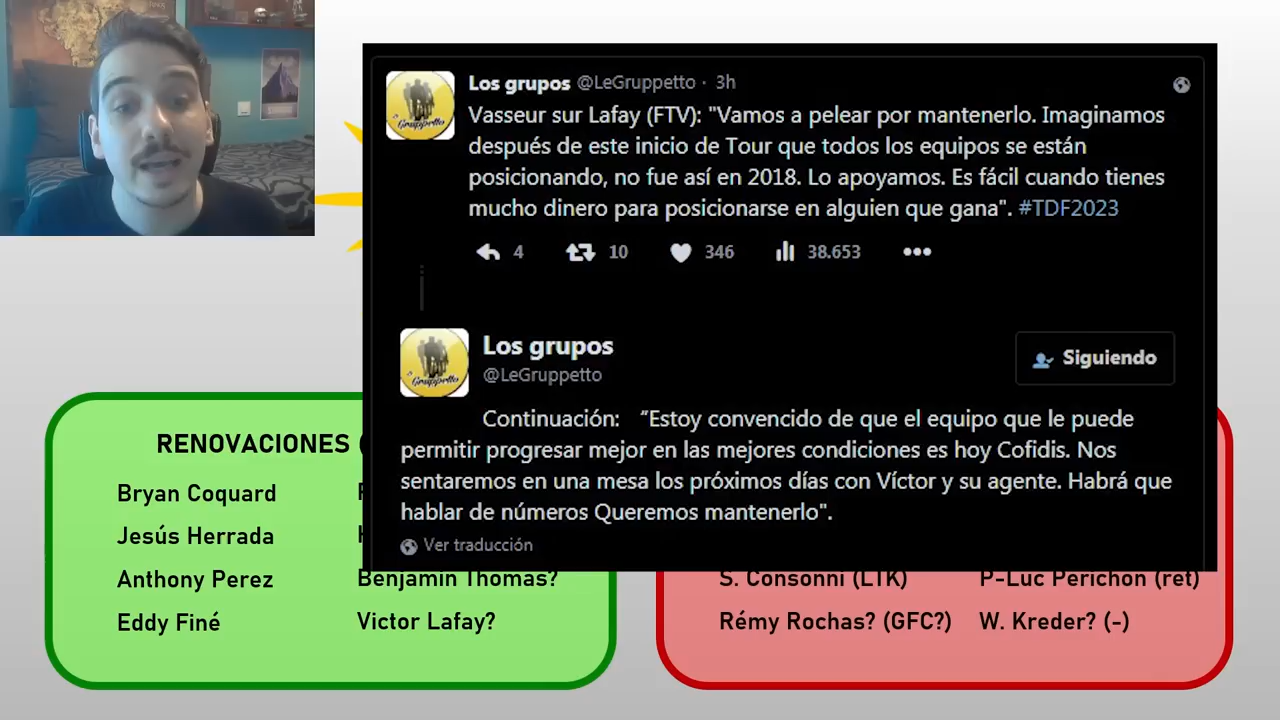 Los grupos @LeGruppetto · 3h
Vasseur sur Lafay (FTV): "Vamos a pelear por mantenerlo. Imaginamos
después de este inicio de Tour que todos los equipos se están
posicionando, no fue así en 2018. Lo apoyamos. Es fácil cuando tienes
mucho dinero para posicionarse en alguien que gana". #TDF2023
4 10 346 38.653
Los grupos
@LeGruppetto
Siguiendo
Continuación: “Estoy convencido de que el equipo que le puede
permitir progresar mejor en las mejores condiciones es hoy Cofidis. Nos
sentaremos en una mesa los próximos días con Víctor y su agente. Habrá que
hablar de números Queremos mantenerlo".
Ver traducción
RENOVACIONES (
Bryan Coquard
Jesús Herrada
Anthony Perez
Benjamin Thomas?
Eddy Finé
Victor Lafay?
S. Consonni (LTK)
P-Luc Perichon (ret)
Rémy Rochas? (GFC?)
W. Kreder? (-)